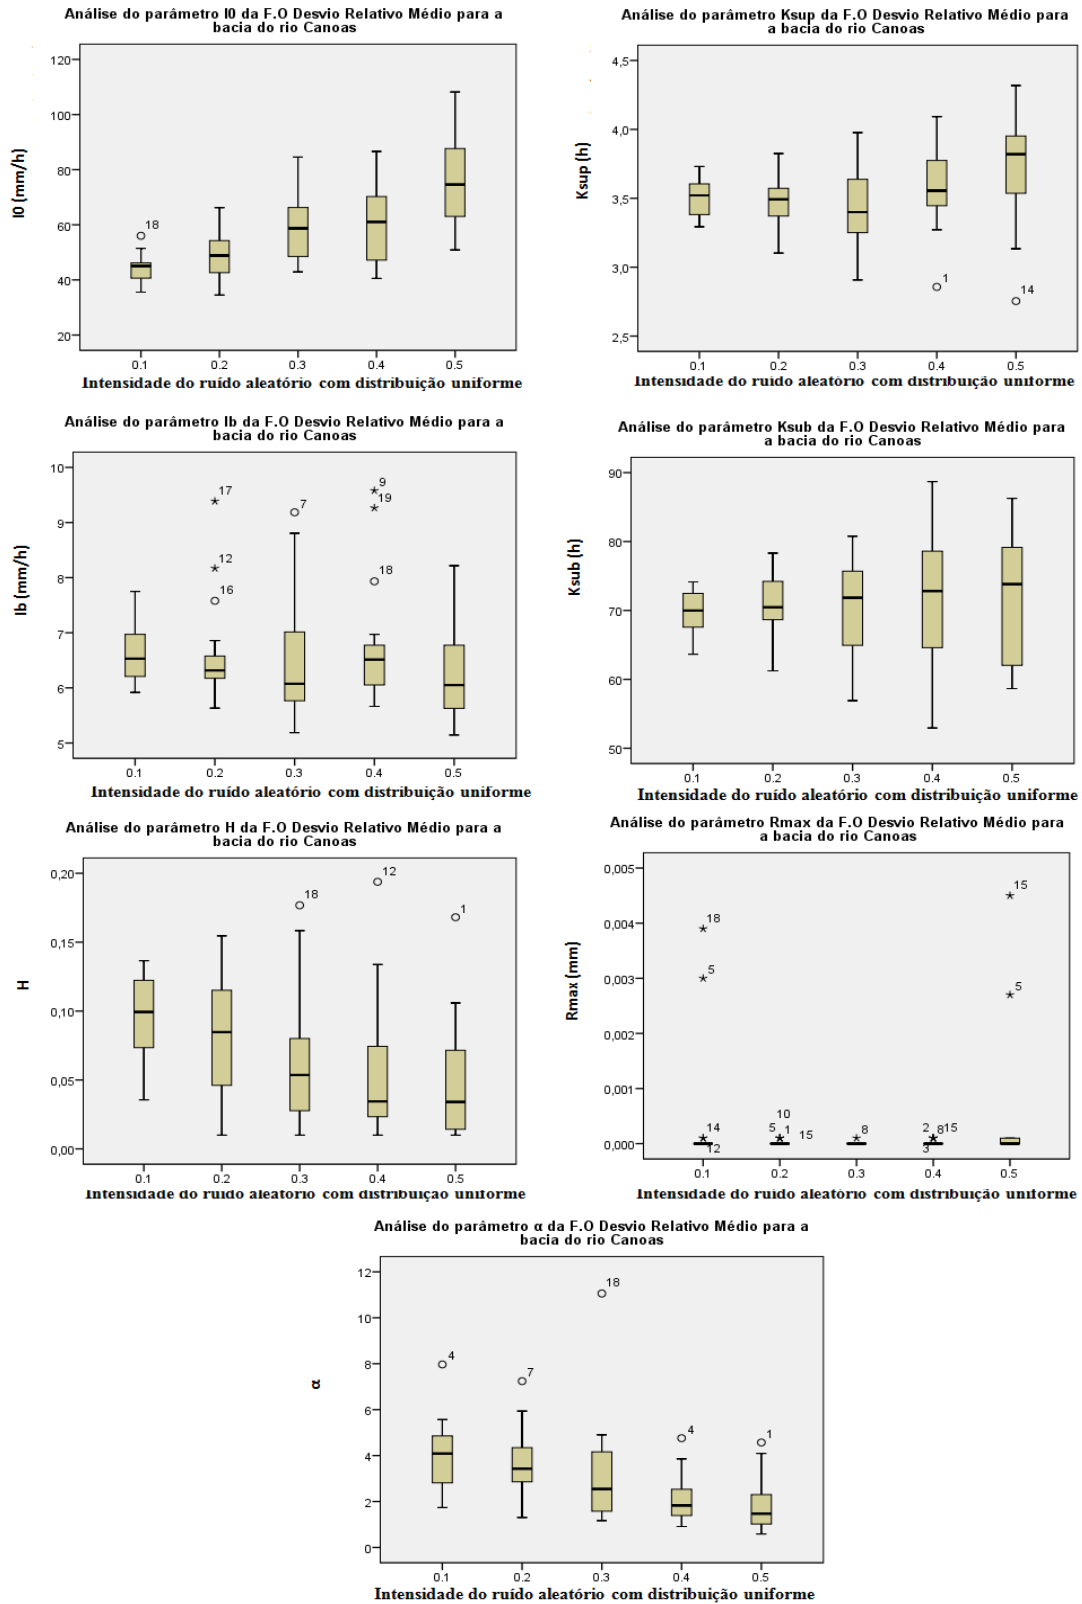 Análise do parâmetro I0 da F.O Desvio Relativo Médio para a
bacia do rio Canoas
I0 (mm/h)
120
100
80
60
40
20
18
0.1 0.2 0.3 0.4 0.5
Intensidade do ruído aleatório com distribuição uniforme
Análise do parâmetro Ksup da F.O Desvio Relativo Médio para
a bacia do rio Canoas
Ksup (h)
4,5
4,0
3,5
3,0
2,5
1
14
0.1 0.2 0.3 0.4 0.5
Intensidade do ruído aleatório com distribuição uniforme
Análise do parâmetro Ib da F.O Desvio Relativo Médio para a
bacia do rio Canoas
Ib (mm/h)
10
9
8
7
6
5
17
12
16
7
9
19
18
0.1 0.2 0.3 0.4 0.5
Intensidade do ruído aleatório com distribuição uniforme
Análise do parâmetro Ksub da F.O Desvio Relativo Médio para
a bacia do rio Canoas
Ksub (h)
90
80
70
60
50
0.1 0.2 0.3 0.4 0.5
Intensidade do ruído aleatório com distribuição uniforme
Análise do parâmetro H da F.O Desvio Relativo Médio para a
bacia do rio Canoas
H
0,20
0,15
0,10
0,05
0,00
18
12
1
0.1 0.2 0.3 0.4 0.5
Intensidade do ruído aleatório com distribuição uniforme
Análise do parâmetro Rmax da F.O Desvio Relativo Médio para
a bacia do rio Canoas
Rmax (mm)
0,005
0,004
0,003
0,002
0,001
0,000
18
5
14
12
10
5 1
15
8
2 8 15
3
15
5
0.1 0.2 0.3 0.4 0.5
Intensidade do ruído aleatório com distribuição uniforme
Análise do parâmetro α da F.O Desvio Relativo Médio para a
bacia do rio Canoas
α
12
10
8
6
4
2
0
4
7
18
4
1
0.1 0.2 0.3 0.4 0.5
Intensidade do ruído aleatório com distribuição uniforme